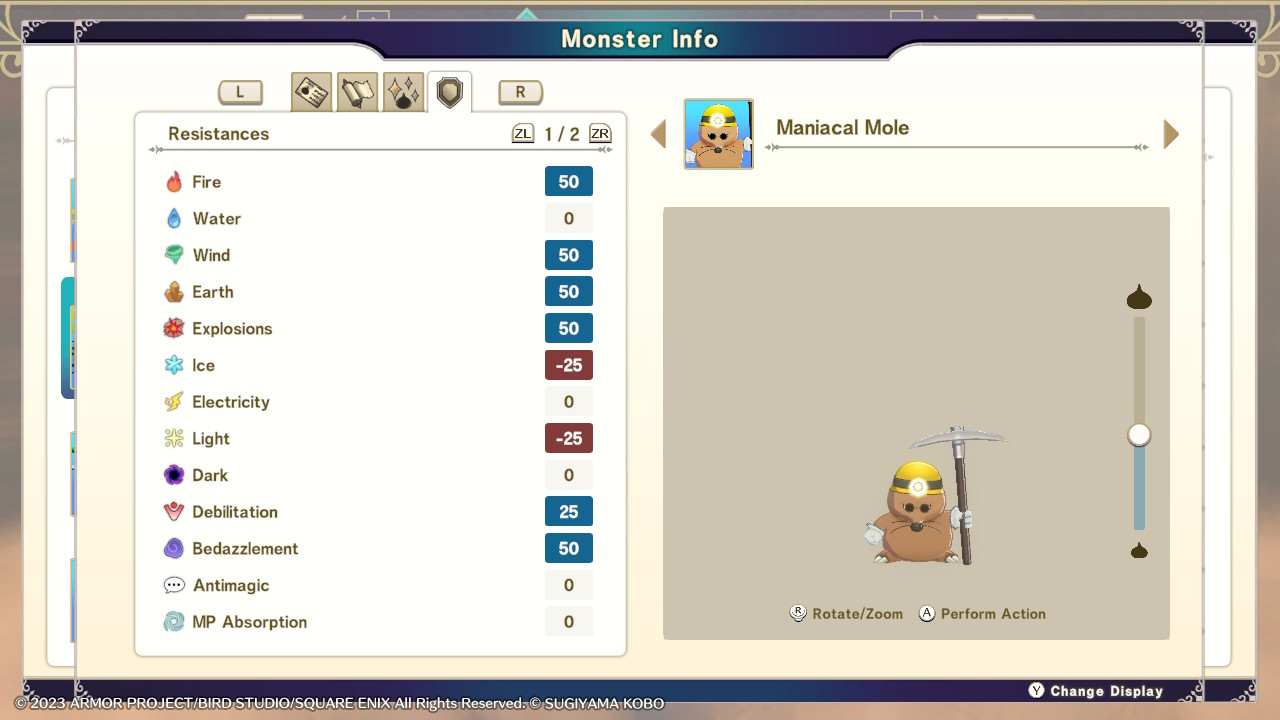 Monster Info
L
R
Resistances
ZL 1 / 2 ZR
Fire 50
Water 0
Wind 50
Earth 50
Explosions 50
Ice -25
Electricity 0
Light -25
Dark 0
Debilitation 25
Bedazzlement 50
Antimagic 0
MP Absorption 0
Maniacal Mole
R Rotate/Zoom A Perform Action
Y Change Display
© 2023 ARMOR PROJECT/BIRD STUDIO/SQUARE ENIX All Rights Reserved. © SUGIYAMA KOBO